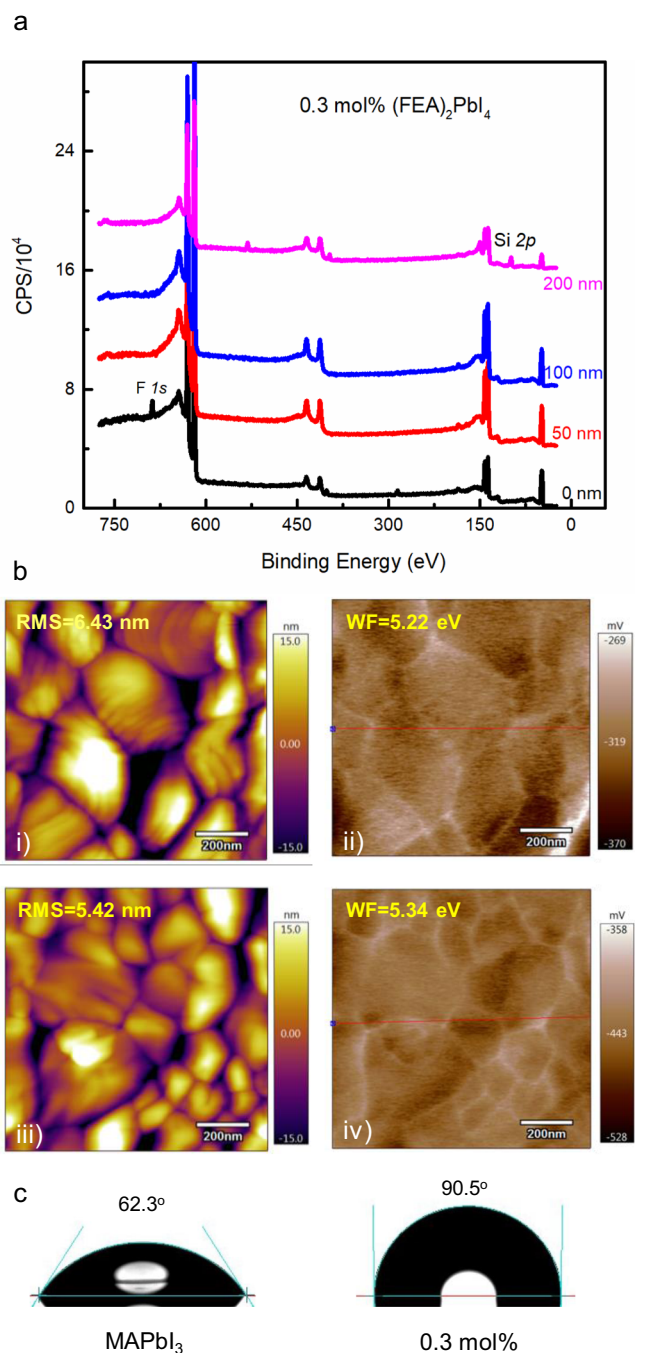 a
0.3 mol% (FEA)₂PbI₄
CPS/10⁴
24
16
8
0
Si 2p
200 nm
100 nm
F 1s
50 nm
0 nm
750 600 450 300 150 0
Binding Energy (eV)
b
RMS=6.43 nm
nm
15.0
0.00
-15.0
i)
200nm
WF=5.22 eV
mV
-269
-319
-370
ii)
200nm
RMS=5.42 nm
nm
15.0
0.00
-15.0
iii)
200nm
WF=5.34 eV
mV
-358
-443
-528
iv)
200nm
c
62.3°
90.5°
MAPbI₃
0.3 mol%